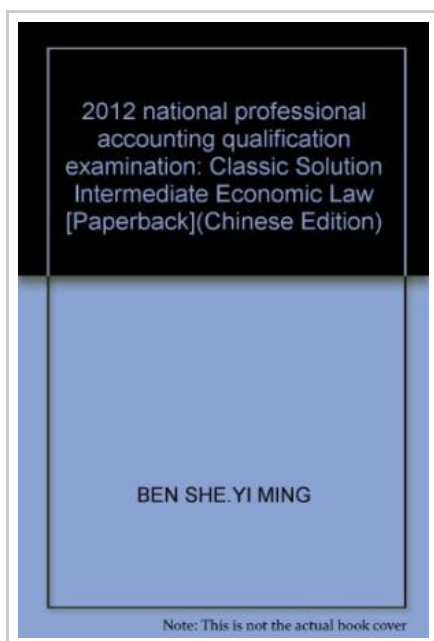 2012 national professional
accounting qualification
examination: Classic Solution
Intermediate Economic Law
[Paperback](Chinese Edition)
BEN SHE.YI MING
Note: This is not the actual book cover